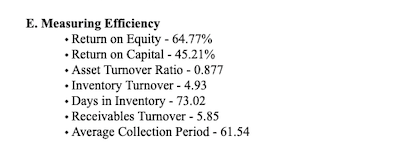 E. Measuring Efficiency
• Return on Equity - 64.77%
• Return on Capital - 45.21%
• Asset Turnover Ratio - 0.877
• Inventory Turnover - 4.93
• Days in Inventory - 73.02
• Receivables Turnover - 5.85
• Average Collection Period - 61.54